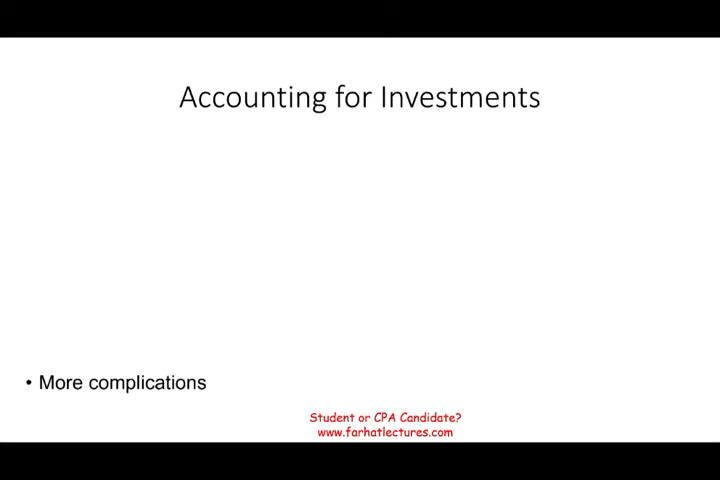 Accounting for Investments
• More complications
Student or CPA Candidate?
www.farhatlectures.com